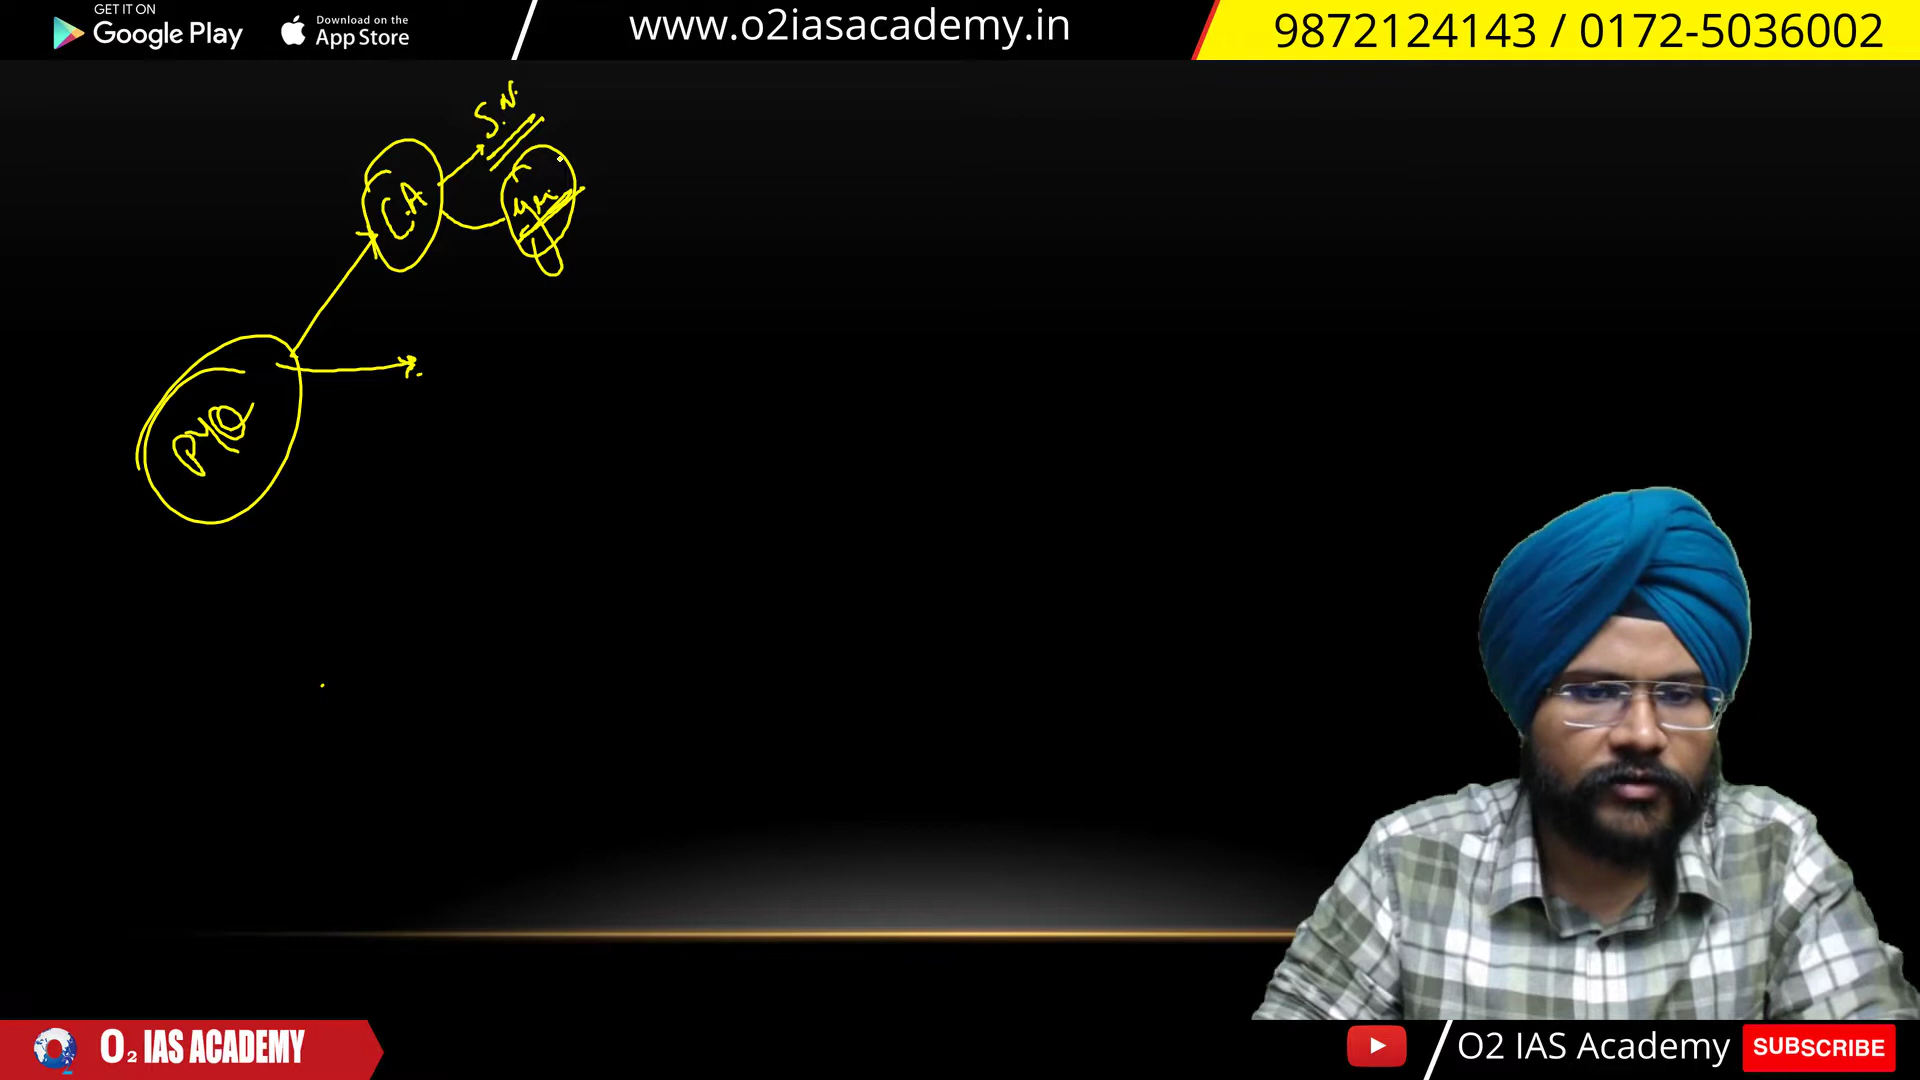 GET IT ON
Google Play
Download on the
App Store
www.o2iasacademy.in
9872124143 / 0172-5036002
S.N.
C.A
PYQ
O2 IAS ACADEMY
O2 IAS Academy
SUBSCRIBE